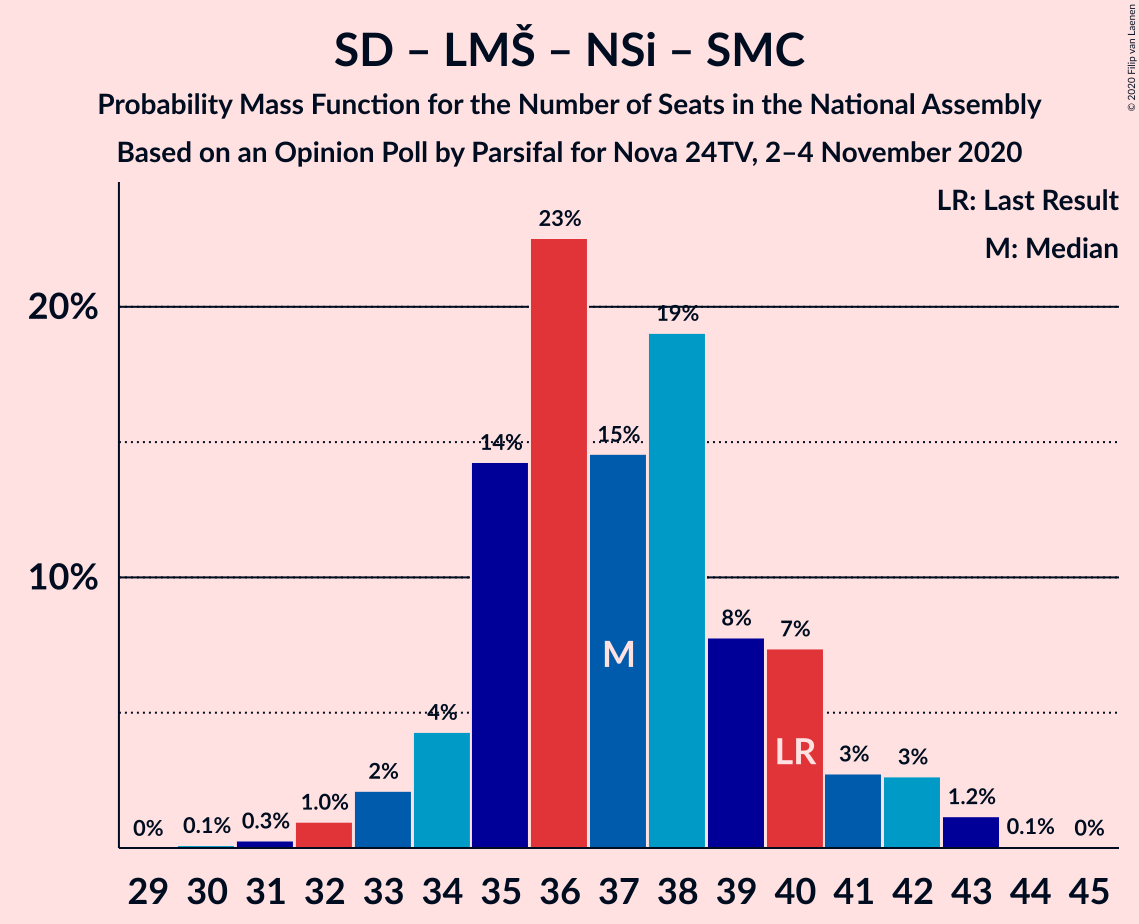 SD – LMŠ – NSi – SMC
Probability Mass Function for the Number of Seats in the National Assembly
Based on an Opinion Poll by Parsifal for Nova 24TV, 2–4 November 2020
© 2020 Filip van Laenen
LR: Last Result
M: Median
20%
10%
0%
0.1%
0.3%
1.0%
2%
4%
14%
23%
15%
19%
8%
7%
3%
3%
1.2%
0.1%
0%
M
LR
29 30 31 32 33 34 35 36 37 38 39 40 41 42 43 44 45